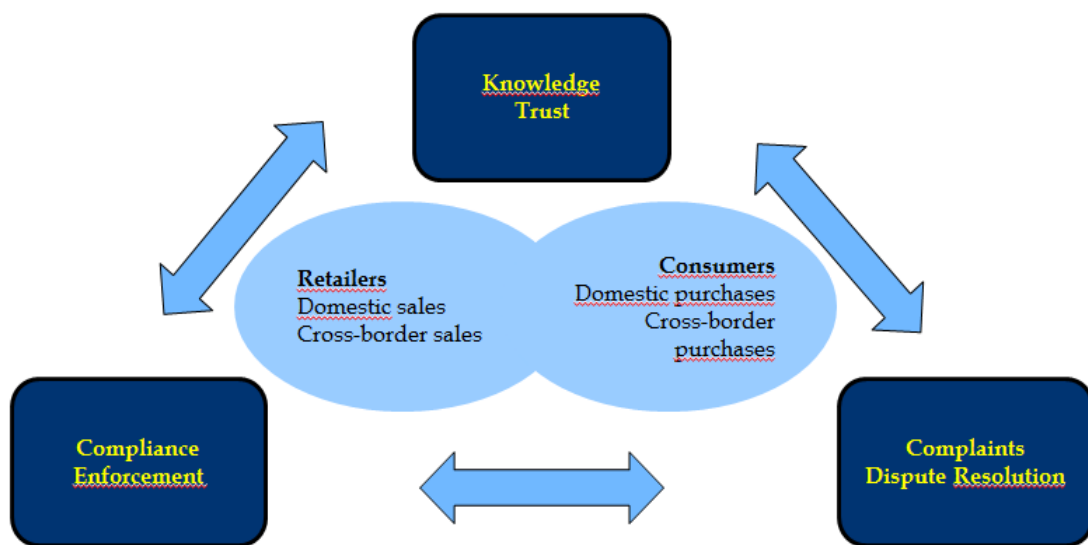 Knowledge
Trust
Retailers
Domestic sales
Cross-border sales
Consumers
Domestic purchases
Cross-border
purchases
Compliance
Enforcement
Complaints
Dispute Resolution